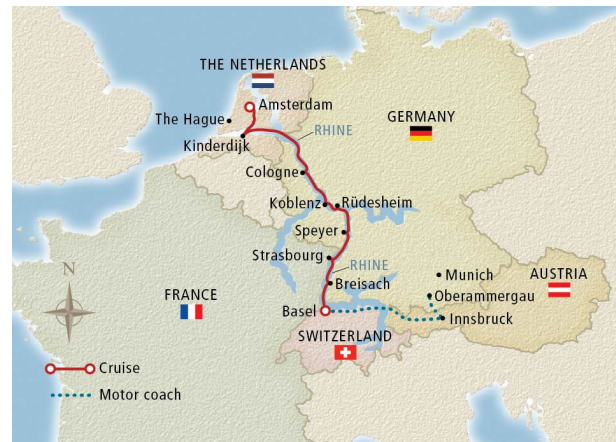 THE NETHERLANDS
Amsterdam
The Hague
GERMANY
RHINE
Kinderdijk
Cologne
Koblenz
Rüdesheim
Speyer
Strasbourg
RHINE
Munich
AUSTRIA
Breisach
Oberammergau
N
FRANCE
Basel
Innsbruck
SWITZERLAND
Cruise
Motor coach